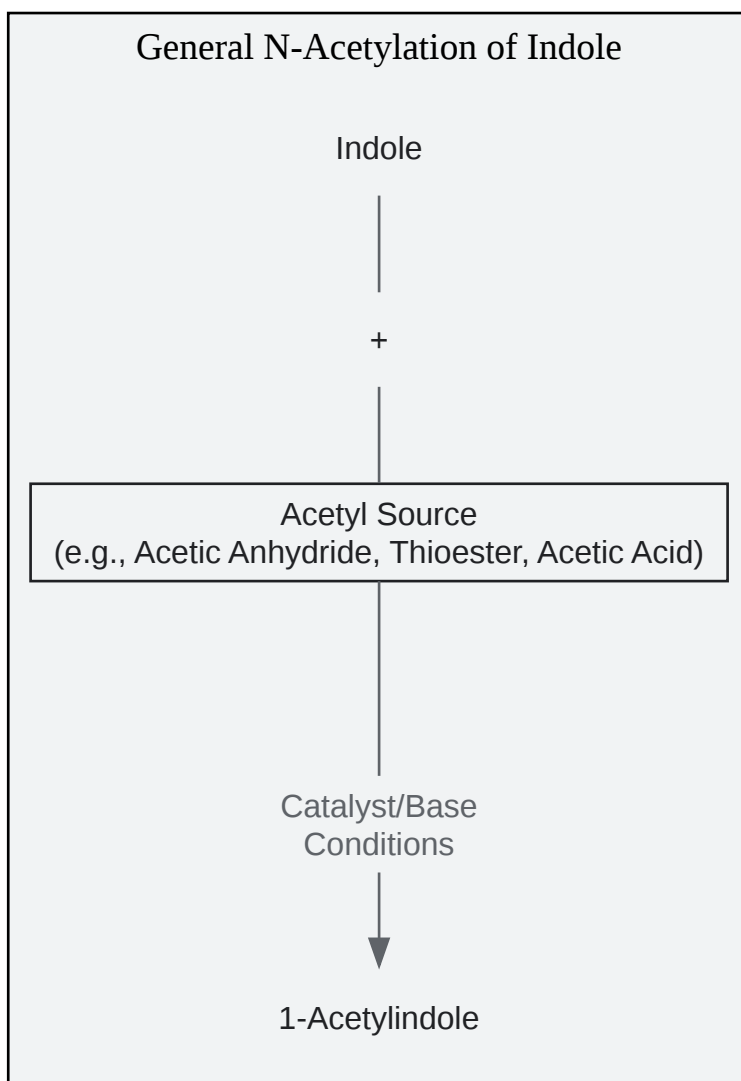 General N-Acetylation of Indole
Indole
+
Acetyl Source
(e.g., Acetic Anhydride, Thioester, Acetic Acid)
Catalyst/Base
Conditions
1-Acetylindole